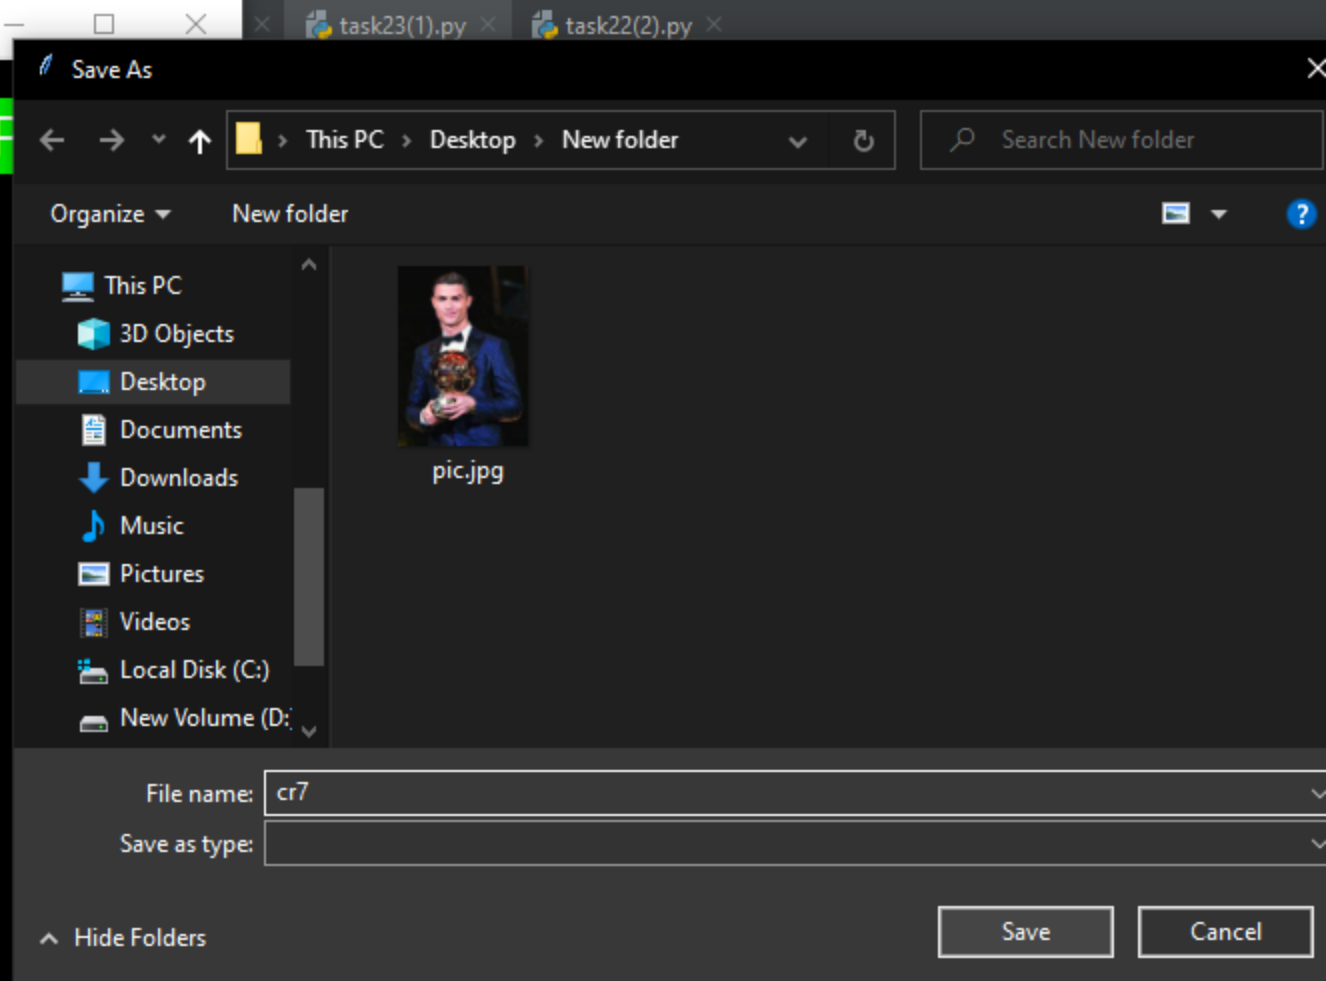 task23(1).py task22(2).py
Save As
This PC Desktop New folder Search New folder
Organize New folder ?
This PC
3D Objects
Desktop
Documents
Downloads
Music
Pictures
Videos
Local Disk (C:)
New Volume (D:
pic.jpg
File name: cr7
Save as type:
Hide Folders Save Cancel